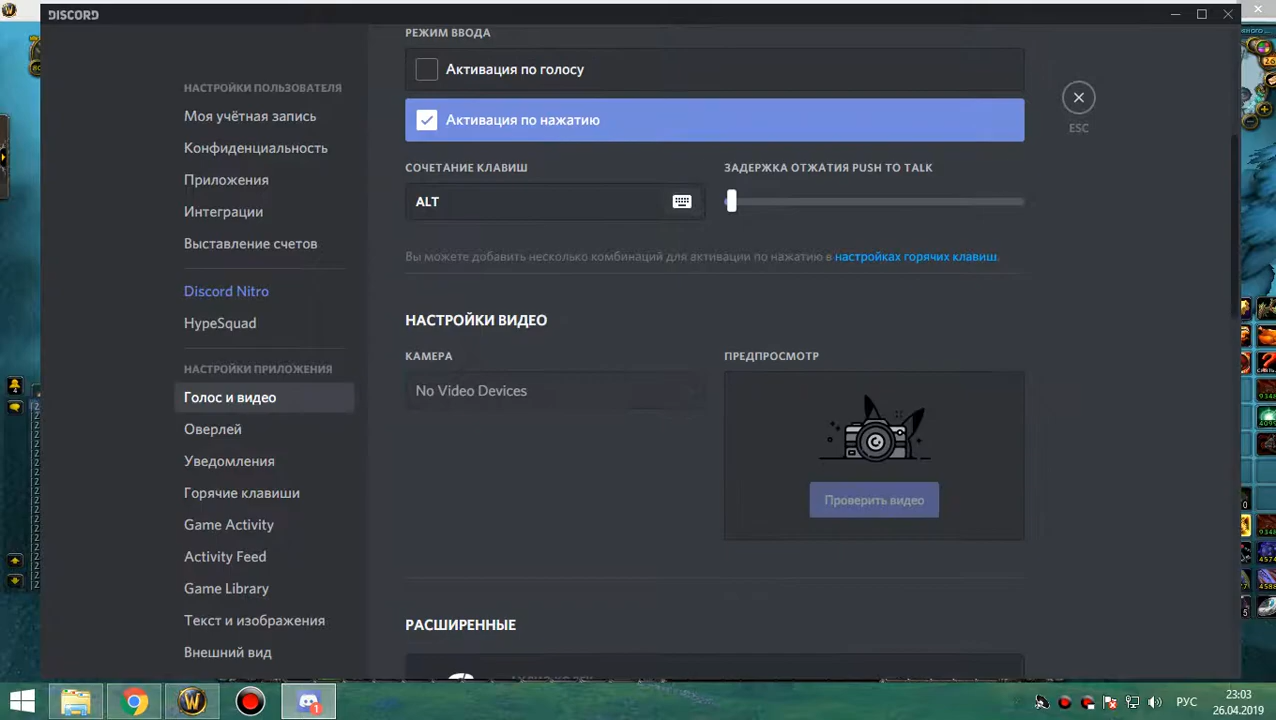 DISCORD
НАСТРОЙКИ ПОЛЬЗОВАТЕЛЯ
Моя учётная запись
Конфиденциальность
Приложения
Интеграции
Выставление счетов
Discord Nitro
HypeSquad
НАСТРОЙКИ ПРИЛОЖЕНИЯ
Голос и видео
Оверлей
Уведомления
Горячие клавиши
Game Activity
Activity Feed
Game Library
Текст и изображения
Внешний вид
РЕЖИМ ВВОДА
Активация по голосу
Активация по нажатию
СОЧЕТАНИЕ КЛАВИШ
ЗАДЕРЖКА ОТЖАТИЯ PUSH TO TALK
ALT
Вы можете добавить несколько комбинаций для активации по нажатию в настройках горячих клавиш.
НАСТРОЙКИ ВИДЕО
КАМЕРА
ПРЕДПРОСМОТР
No Video Devices
Проверить видео
РАСШИРЕННЫЕ
ESC
РУС
23:03
26.04.2019